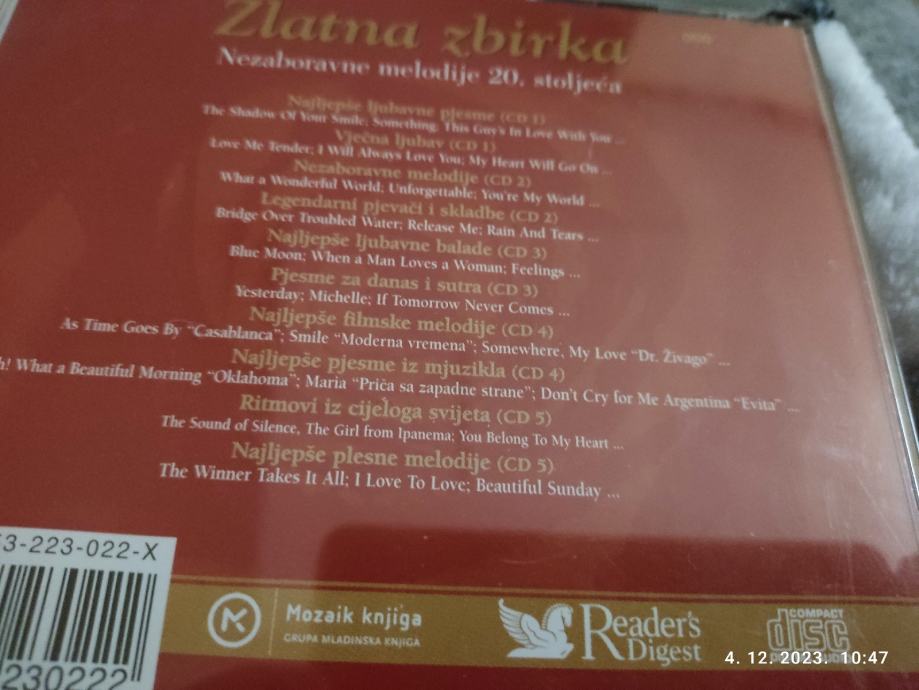 Zlatna zbirka
Nezaboravne melodije 20. stoljeća
Najljepše ljubavne pjesme (CD 1)
The Shadow Of Your Smile; Something, This Guy's In Love With You ...
Vječna ljubav (CD 1)
Love Me Tender; I Will Always Love You; My Heart Will Go On ...
Nezaboravne melodije (CD 2)
What a Wonderful World; Unforgettable; You're My World ...
Legendarni pjevači i skladbe (CD 2)
Bridge Over Troubled Water; Release Me; Rain And Tears ...
Najljepše ljubavne balade (CD 3)
Blue Moon; When a Man Loves a Woman; Feelings ...
Pjesme za danas i sutra (CD 3)
Yesterday; Michelle; If Tomorrow Never Comes ...
Najljepše filmske melodije (CD 4)
As Time Goes By "Casablanca"; Smile "Moderna vremena"; Somewhere, My Love "Dr. Živago" ...
Najljepše pjesme iz mjuzikla (CD 4)
h! What a Beautiful Morning "Oklahoma"; Maria "Priča sa zapadne strane"; Don't Cry for Me Argentina "Evita" ...
Ritmovi iz cijeloga svijeta (CD 5)
The Sound of Silence, The Girl from Ipanema; You Belong To My Heart ...
Najljepše plesne melodije (CD 5)
The Winner Takes It All; I Love To Love; Beautiful Sunday ...
3-223-022-X
230222
Mozaik knjiga
GRUPA MLADINSKA KNJIGA
Reader's
Digest
COMPACT
disc
4. 12. 2023. 10:47